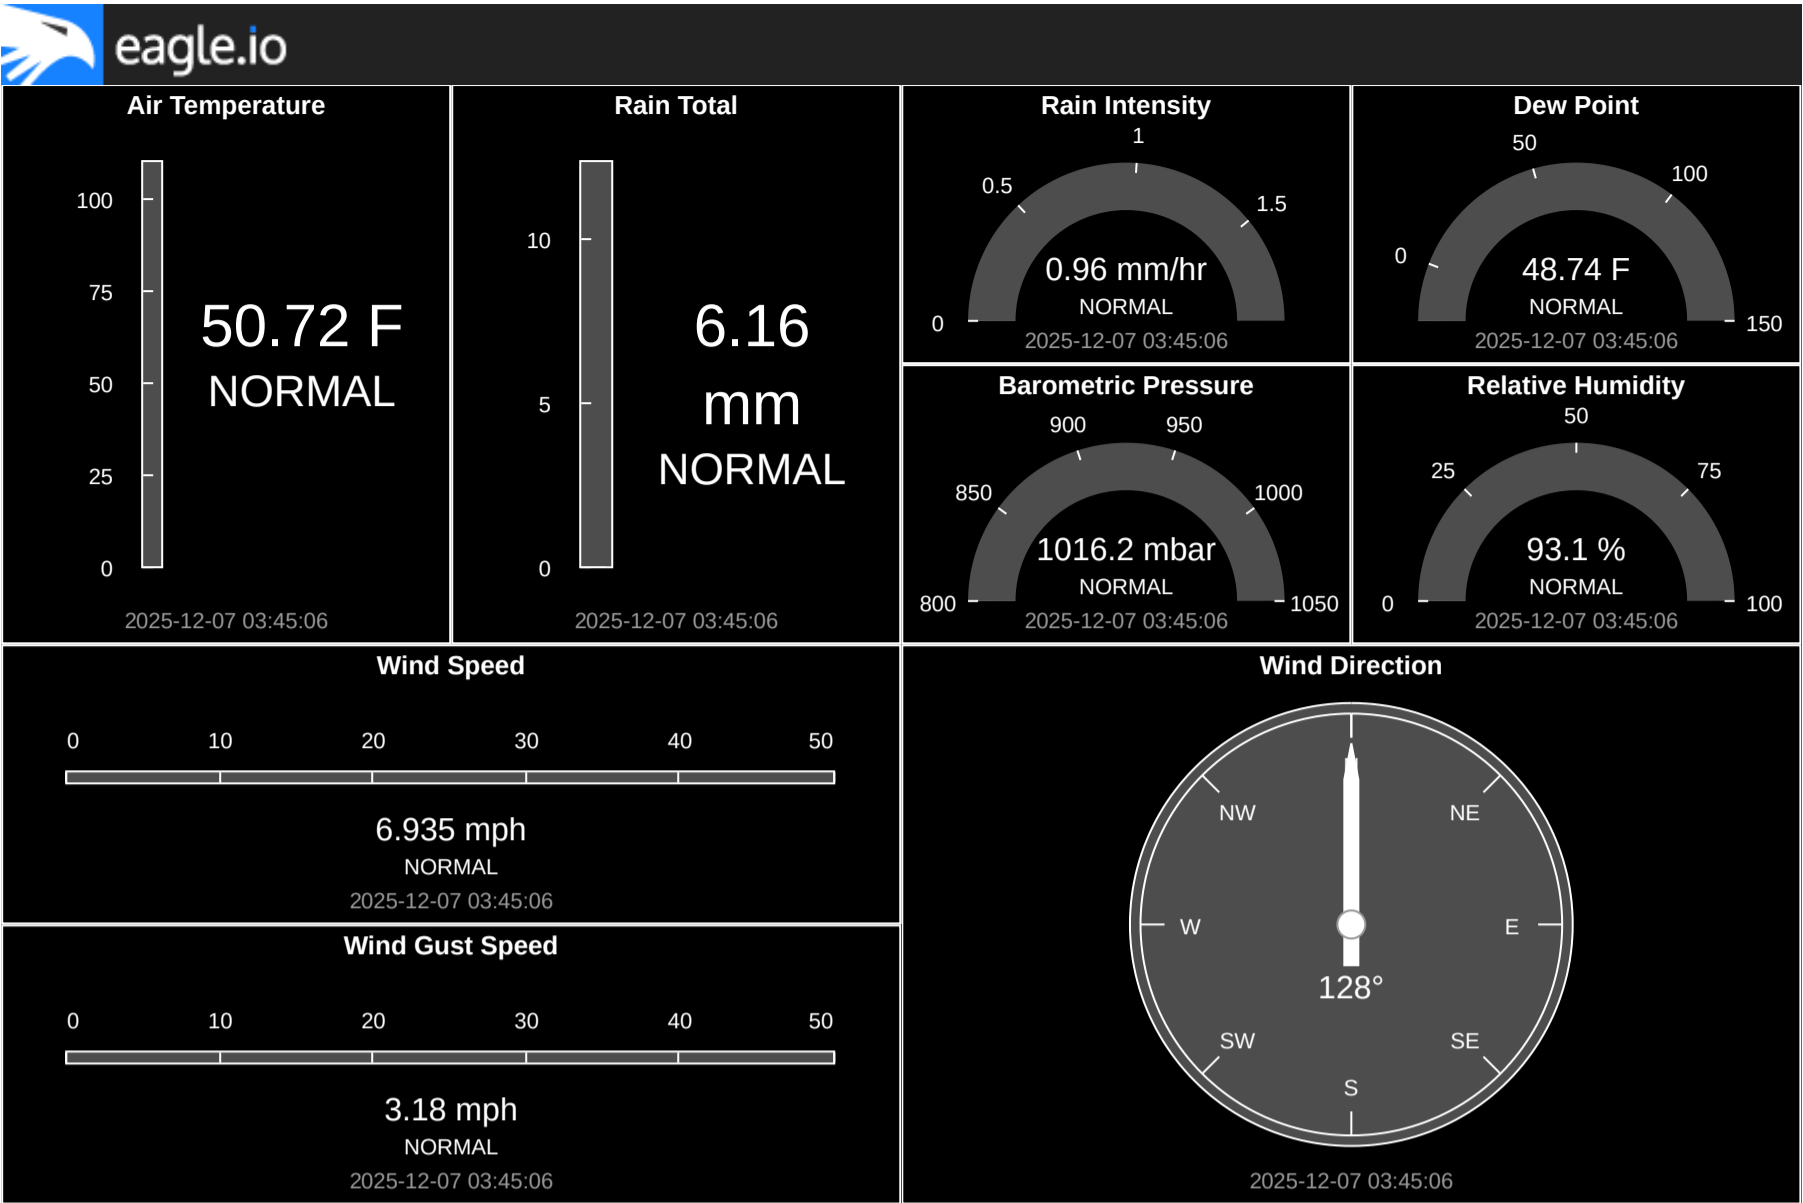 eagle.io
Air Temperature
100
75
50
25
0
50.72 F
NORMAL
2025-12-07 03:45:06
Rain Total
10
5
0
6.16
mm
NORMAL
2025-12-07 03:45:06
Rain Intensity
0
0.5
1
1.5
0.96 mm/hr
NORMAL
2025-12-07 03:45:06
Dew Point
0
50
100
150
48.74 F
NORMAL
2025-12-07 03:45:06
Barometric Pressure
800
850
900
950
1000
1050
1016.2 mbar
NORMAL
2025-12-07 03:45:06
Relative Humidity
0
25
50
75
100
93.1 %
NORMAL
2025-12-07 03:45:06
Wind Speed
0 10 20 30 40 50
6.935 mph
NORMAL
2025-12-07 03:45:06
Wind Gust Speed
0 10 20 30 40 50
3.18 mph
NORMAL
2025-12-07 03:45:06
Wind Direction
NW NE
W E
128°
SW SE
S
2025-12-07 03:45:06